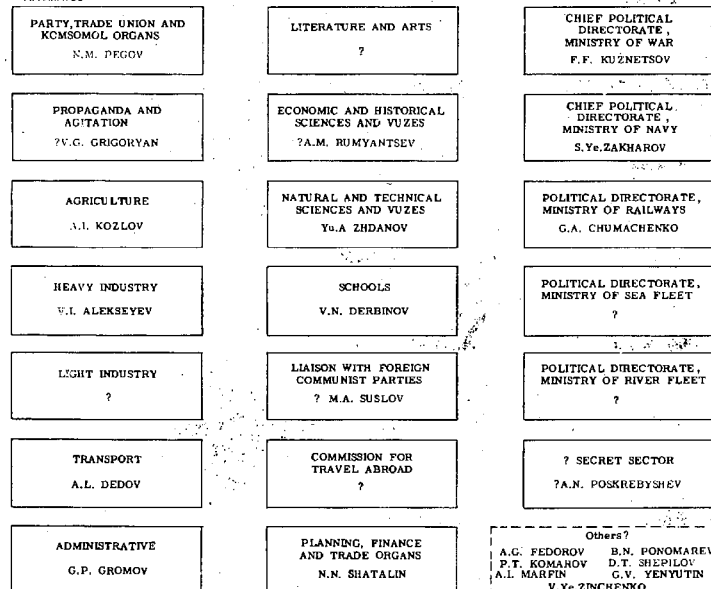 PARTY, TRADE UNION AND
KOMSOMOL ORGANS
N.M. PEGOV
PROPAGANDA AND
AGITATION
?V.G. GRIGORYAN
AGRICULTURE
A.I. KOZLOV
HEAVY INDUSTRY
V.I. ALEKSEYEV
LIGHT INDUSTRY
?
TRANSPORT
A.L. DEDOV
ADMINISTRATIVE
G.P. GROMOV
LITERATURE AND ARTS
?
ECONOMIC AND HISTORICAL
SCIENCES AND VUZES
?A.M. RUMYANTSEV
NATURAL AND TECHNICAL
SCIENCES AND VUZES
Yu.A ZHDANOV
SCHOOLS
V.N. DERBINOV
LIAISON WITH FOREIGN
COMMUNIST PARTIES
? M.A. SUSLOV
COMMISSION FOR
TRAVEL ABROAD
?
PLANNING, FINANCE
AND TRADE ORGANS
N.N. SHATALIN
CHIEF POLITICAL
DIRECTORATE,
MINISTRY OF WAR
F.F. KUZNETSOV
CHIEF POLITICAL
DIRECTORATE,
MINISTRY OF NAVY
S.Ye.ZAKHAROV
POLITICAL DIRECTORATE,
MINISTRY OF RAILWAYS
G.A. CHUMACHENKO
POLITICAL DIRECTORATE,
MINISTRY OF SEA FLEET
?
POLITICAL DIRECTORATE,
MINISTRY OF RIVER FLEET
?
? SECRET SECTOR
?A.N. POSKREBYSHEV
Others?
A.G. FEDOROV B.N. PONOMAREV
P.T. KOMAROV D.T. SHEPILOV
A.I. MARFIN G.V. YENYUTIN
V.Ye.ZINCHENKO